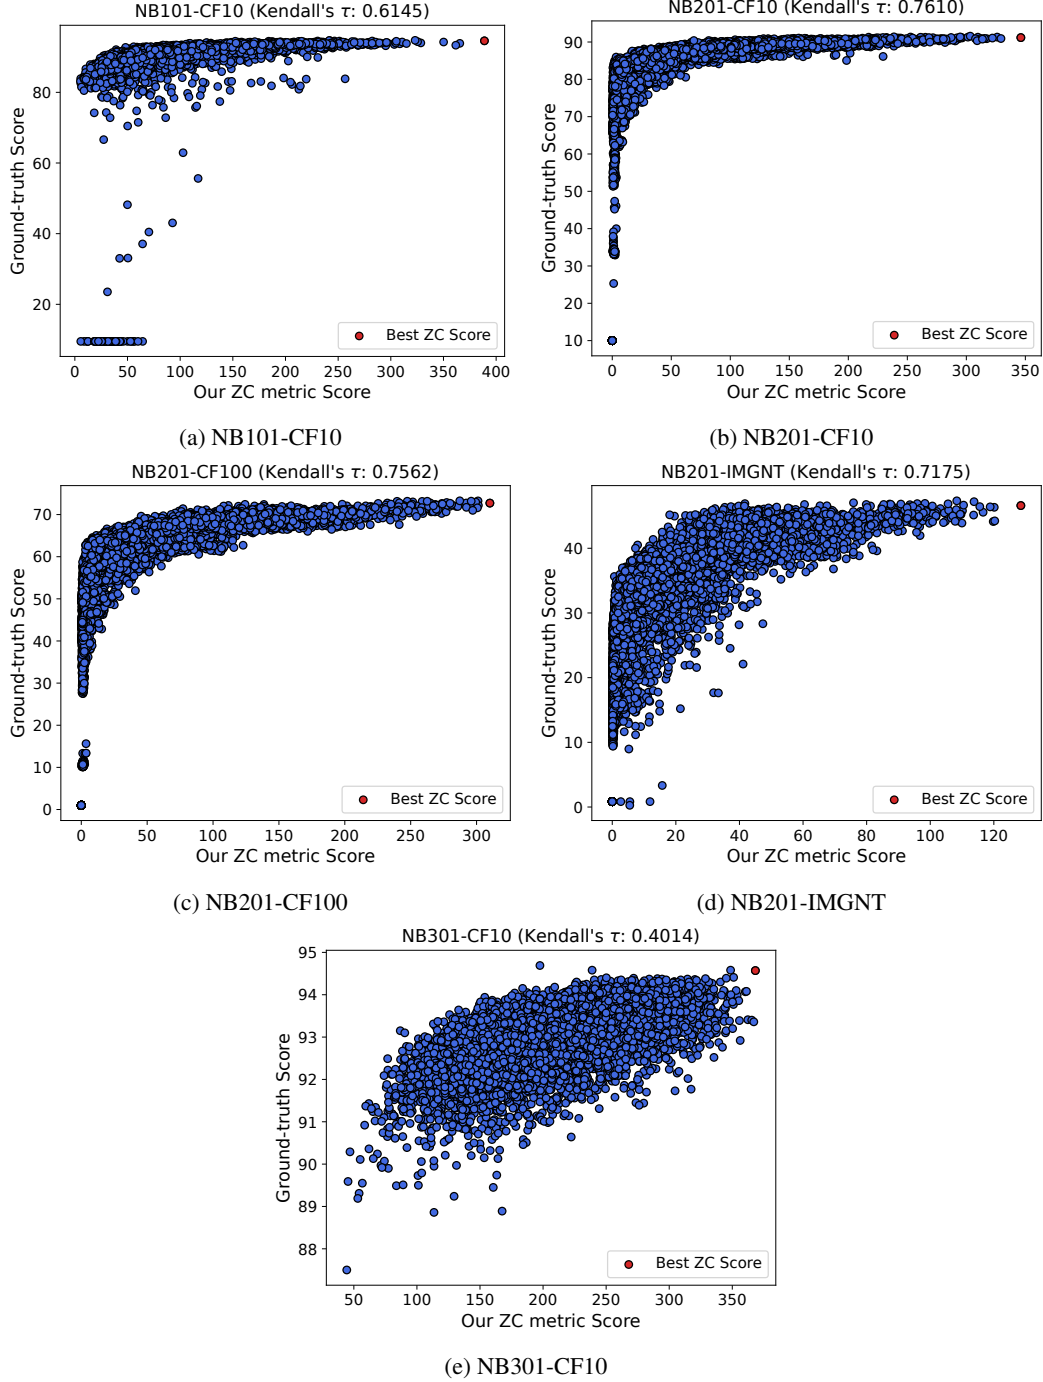 NB101-CF10 (Kendall's τ: 0.6145)
Ground-truth Score
80
60
40
20
0 50 100 150 200 250 300 350 400
Our ZC metric Score
Best ZC Score
(a) NB101-CF10
NB201-CF10 (Kendall's τ: 0.7610)
Ground-truth Score
90
80
70
60
50
40
30
20
10
0 50 100 150 200 250 300 350
Our ZC metric Score
Best ZC Score
(b) NB201-CF10
NB201-CF100 (Kendall's τ: 0.7562)
Ground-truth Score
70
60
50
40
30
20
10
0
0 50 100 150 200 250 300
Our ZC metric Score
Best ZC Score
(c) NB201-CF100
NB201-IMGNT (Kendall's τ: 0.7175)
Ground-truth Score
40
30
20
10
0
0 20 40 60 80 100 120
Our ZC metric Score
Best ZC Score
(d) NB201-IMGNT
NB301-CF10 (Kendall's τ: 0.4014)
Ground-truth Score
95
94
93
92
91
90
89
88
50 100 150 200 250 300 350
Our ZC metric Score
Best ZC Score
(e) NB301-CF10